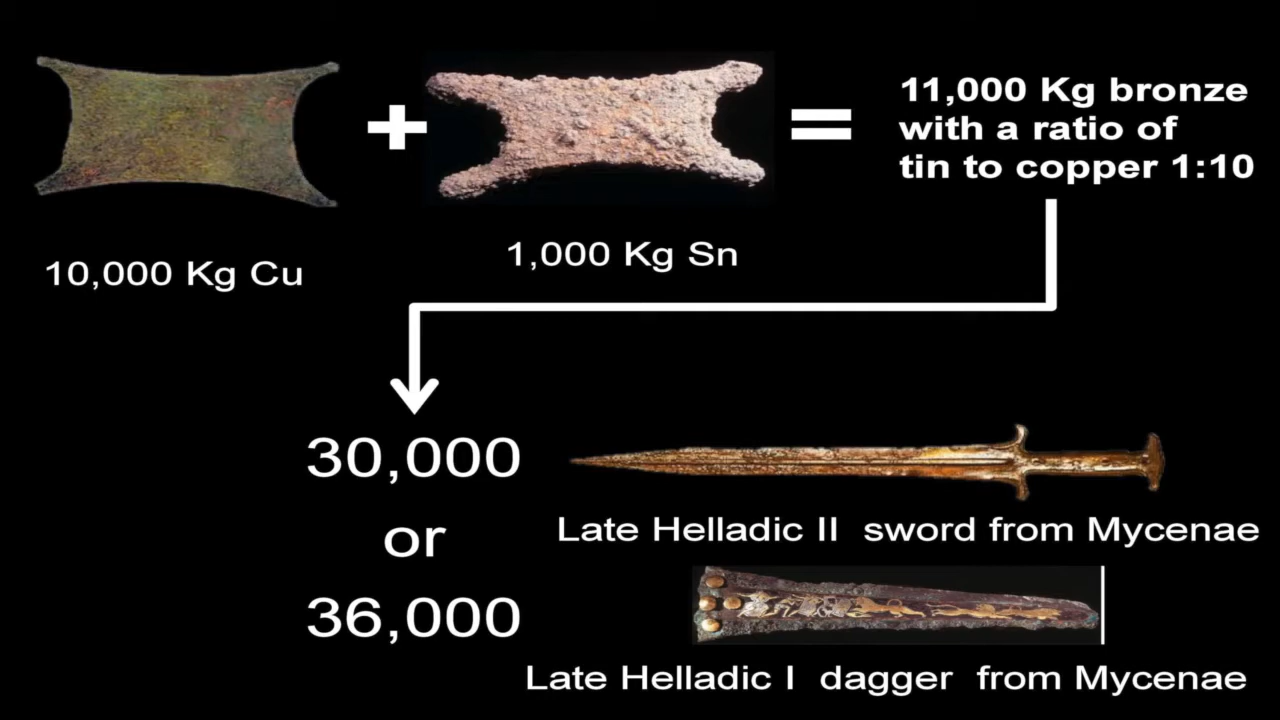 11,000 Kg bronze
with a ratio of
tin to copper 1:10
10,000 Kg Cu
1,000 Kg Sn
30,000
or
36,000
Late Helladic II sword from Mycenae
Late Helladic I dagger from Mycenae